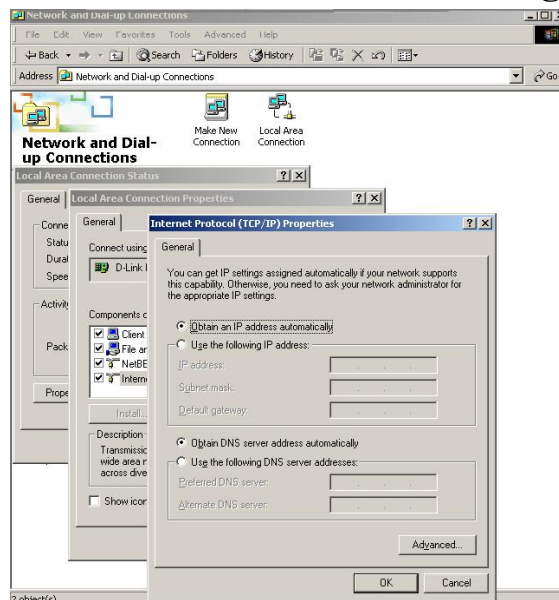 Network and Dial-up Connections
File Edit View Favorites Tools Advanced Help
Back Search Folders History
Address Network and Dial-up Connections Go
Network and Dial-
up Connections
Make New
Connection
Local Area
Connection
Local Area Connection Status
General
Conne
Statu
Durat
Spee
Activit
Pack
Prope
Local Area Connection Properties
General
Connect using
D-Link
Components c
Client
File ar
NetBE
Interne
Install...
Description
Transmissic
wide area r
across dive
Show icor
Internet Protocol (TCP/IP) Properties
General
You can get IP settings assigned automatically if your network supports
this capability. Otherwise, you need to ask your network administrator for
the appropriate IP settings.
Obtain an IP address automatically
Use the following IP address:
IP address:
Subnet mask:
Default gateway:
Obtain DNS server address automatically
Use the following DNS server addresses:
Preferred DNS server:
Alternate DNS server:
Advanced...
OK Cancel
2 object(s)